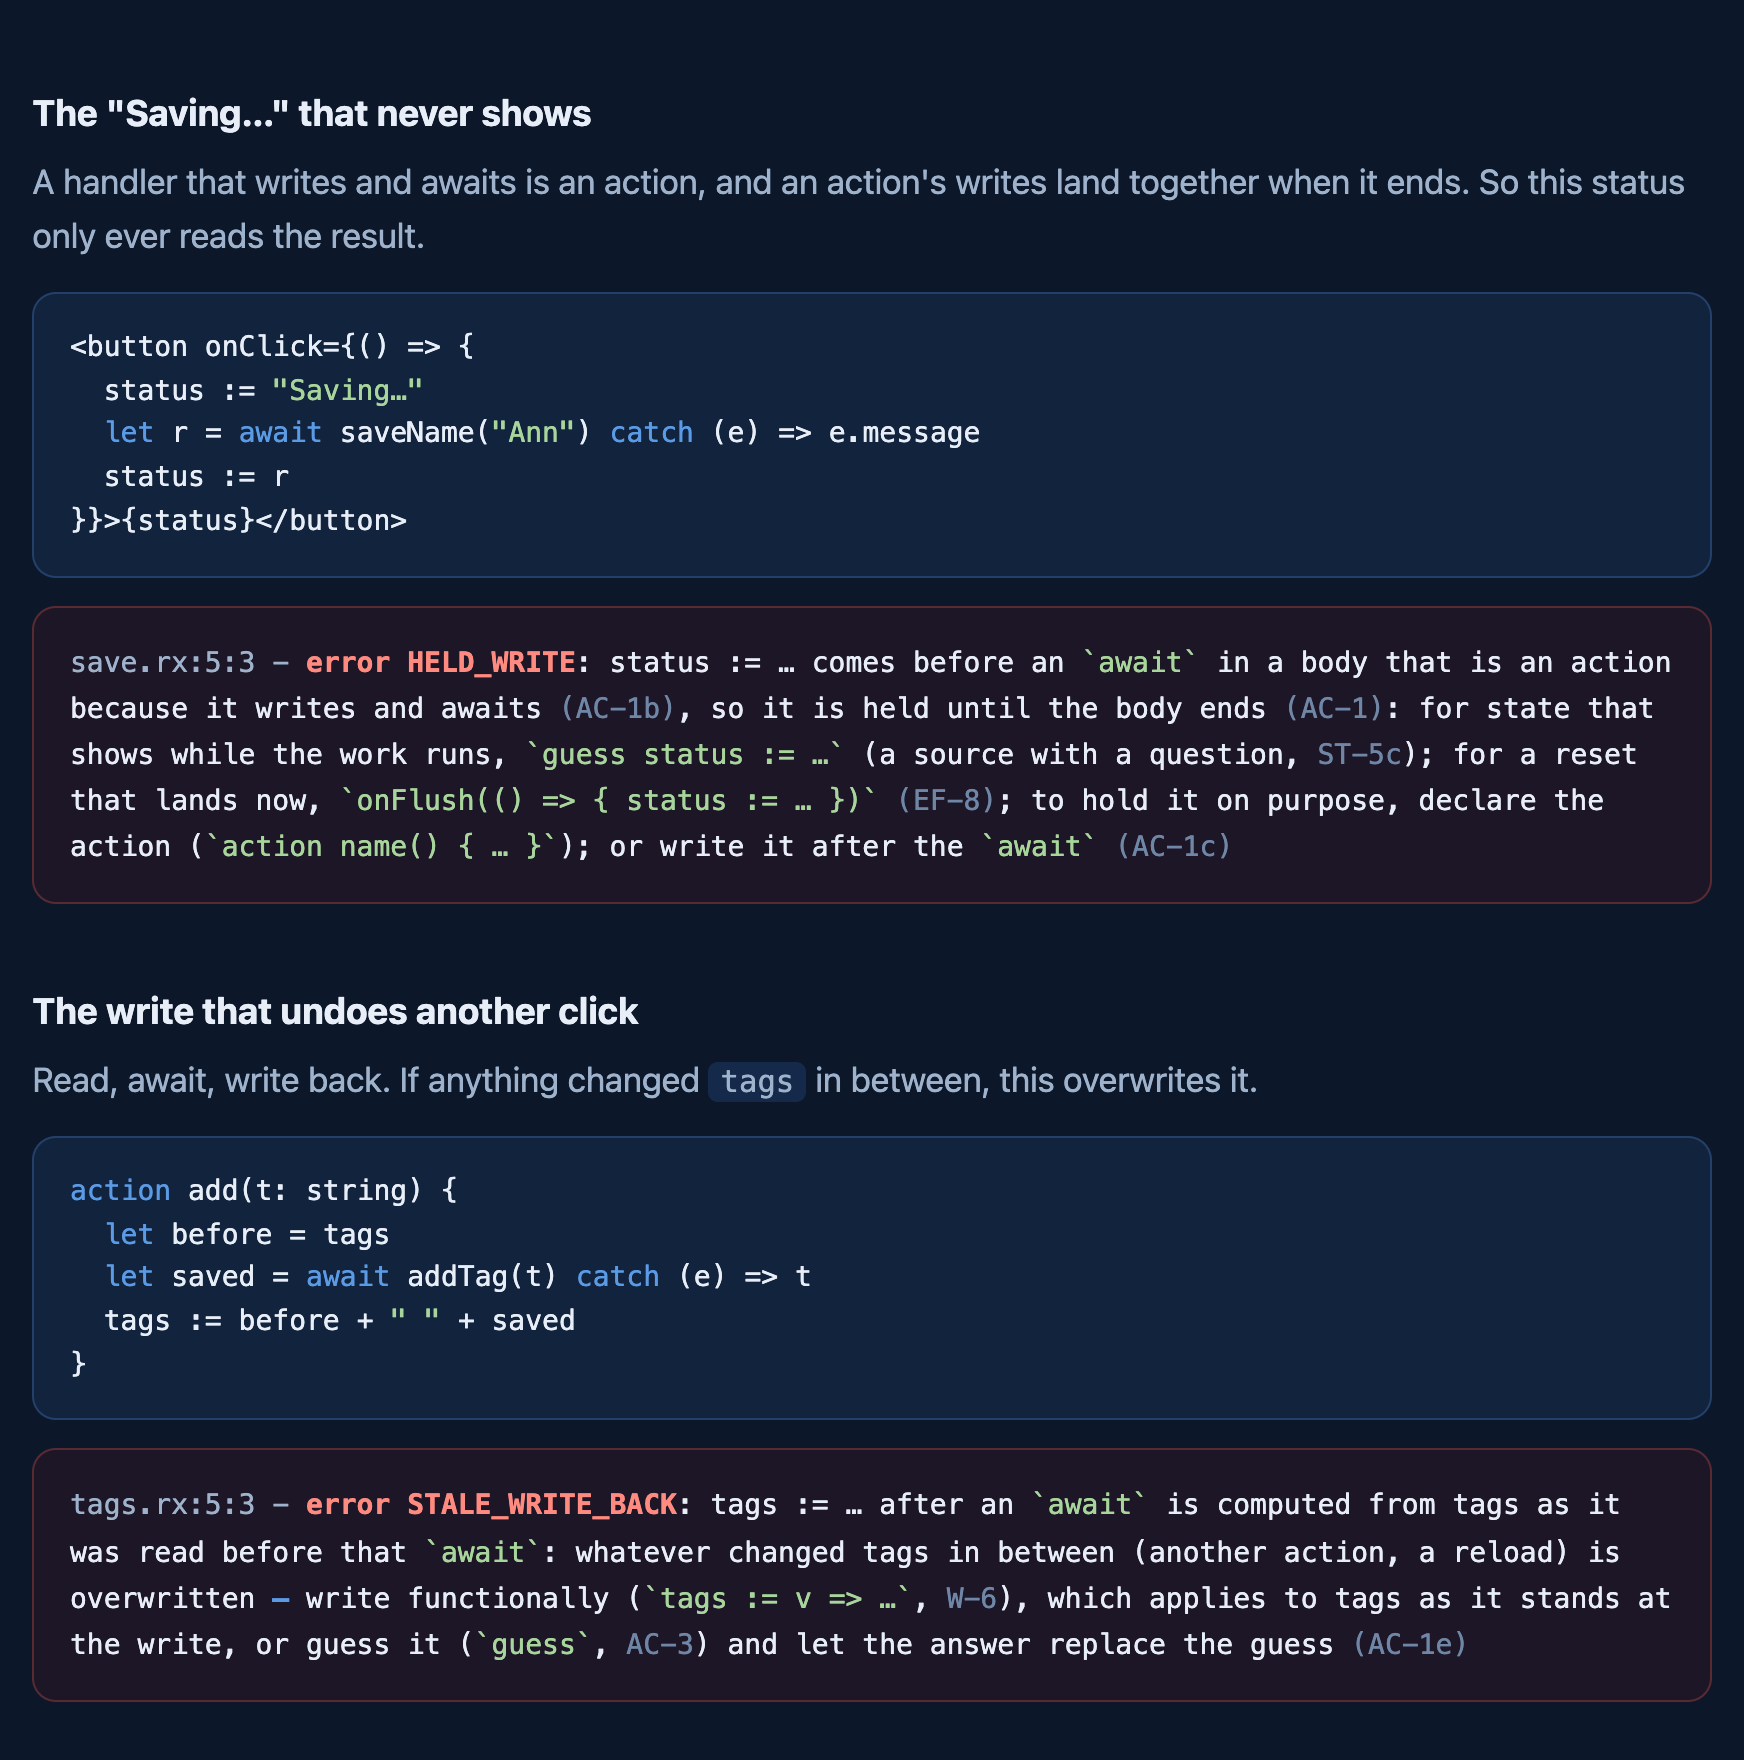 The "Saving…" that never shows
A handler that writes and awaits is an action, and an action's writes land together when it ends. So this status
only ever reads the result.
<button onClick={() => {
  status := "Saving…"
  let r = await saveName("Ann") catch (e) => e.message
  status := r
}}>{status}</button>
save.rx:5:3 – error HELD_WRITE: status := … comes before an `await` in a body that is an action
because it writes and awaits (AC-1b), so it is held until the body ends (AC-1): for state that
shows while the work runs, `guess status := …` (a source with a question, ST-5c); for a reset
that lands now, `onFlush(() => { status := … })` (EF-8); to hold it on purpose, declare the
action (`action name() { … }`); or write it after the `await` (AC-1c)
The write that undoes another click
Read, await, write back. If anything changed tags in between, this overwrites it.
action add(t: string) {
  let before = tags
  let saved = await addTag(t) catch (e) => t
  tags := before + " " + saved
}
tags.rx:5:3 – error STALE_WRITE_BACK: tags := … after an `await` is computed from tags as it
was read before that `await`: whatever changed tags in between (another action, a reload) is
overwritten — write functionally (`tags := v => …`, W-6), which applies to tags as it stands at
the write, or guess it (`guess`, AC-3) and let the answer replace the guess (AC-1e)